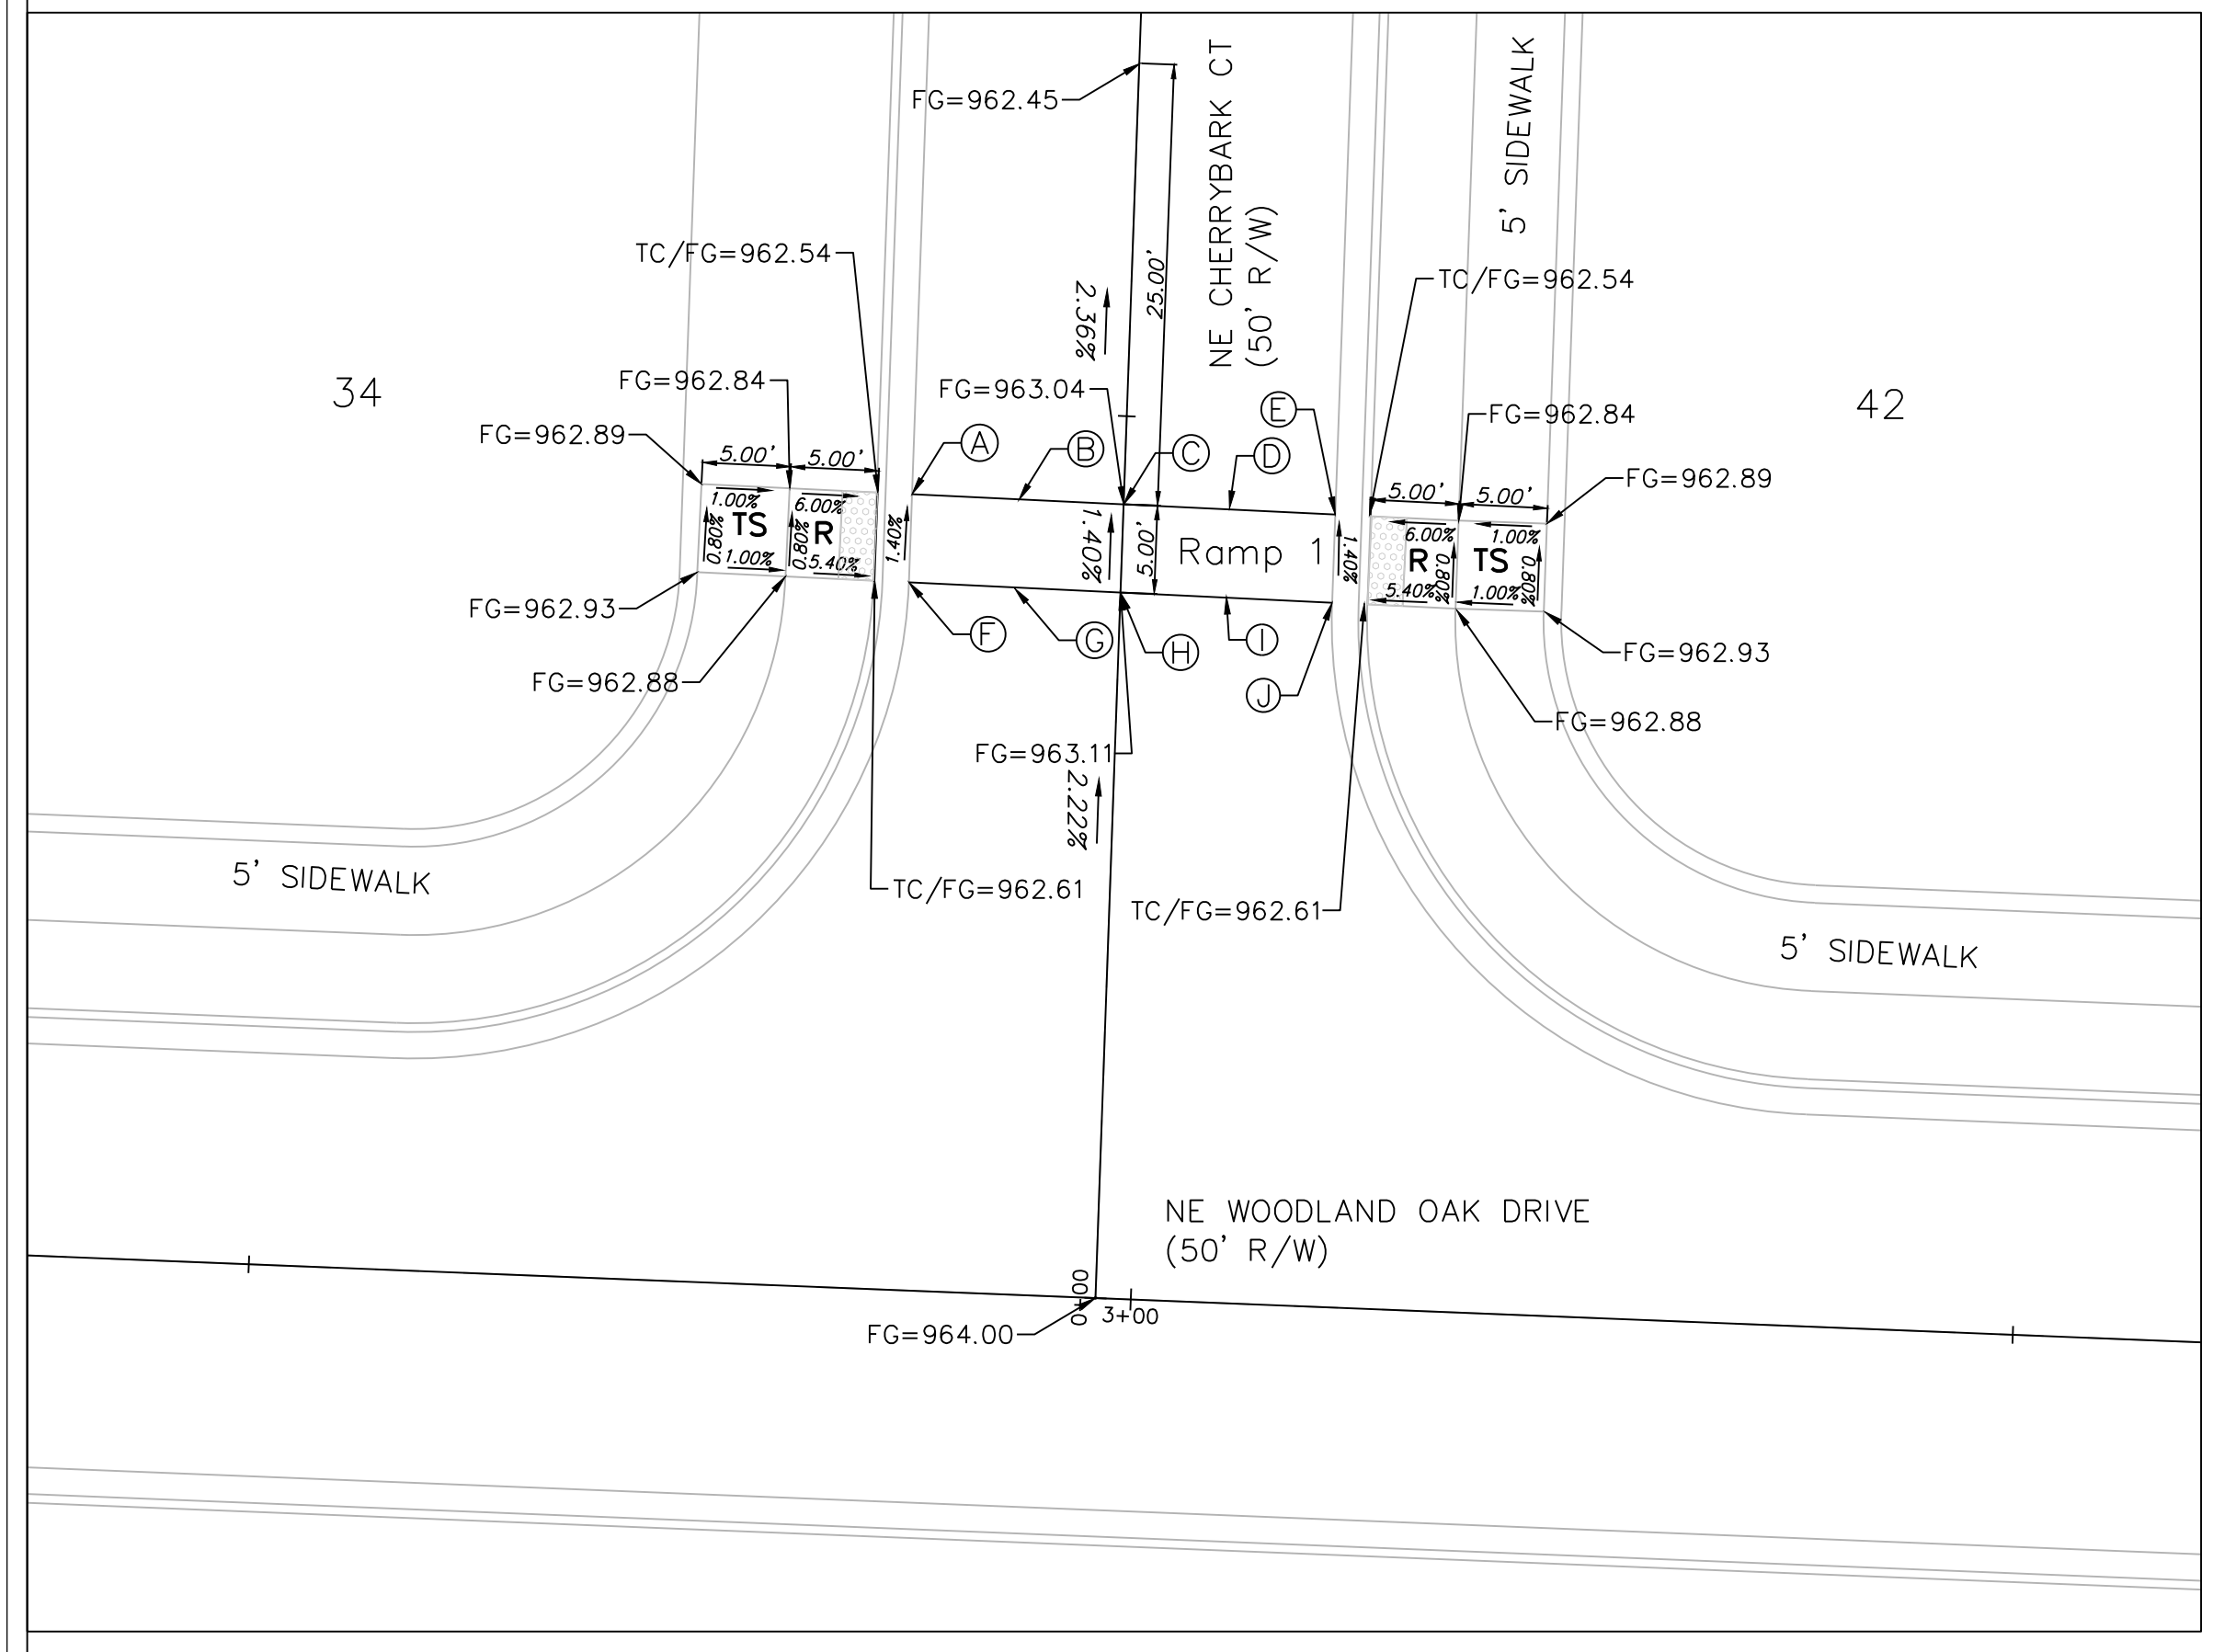 FG=962.45
NE CHERRYBARK CT
(50' R/W)
5' SIDEWALK
25.00'
2.36%
TC/FG=962.54
TC/FG=962.54
34
42
FG=962.84
FG=963.04
E
FG=962.84
FG=962.89
A
B
C
D
FG=962.89
5.00'
5.00'
5.00'
5.00'
1.00%
6.00%
6.00%
1.00%
0.80%
TS
0.80%
R
1.40%
1.40%
5.00'
Ramp 1
1.40%
R
0.80%
TS
0.80%
1.00%
5.40%
5.40%
1.00%
FG=962.93
F
G
H
I
FG=962.93
FG=962.88
J
FG=962.88
FG=963.11
2.22%
TC/FG=962.61
TC/FG=962.61
5' SIDEWALK
5' SIDEWALK
NE WOODLAND OAK DRIVE
(50' R/W)
0+00
3+00
FG=964.00